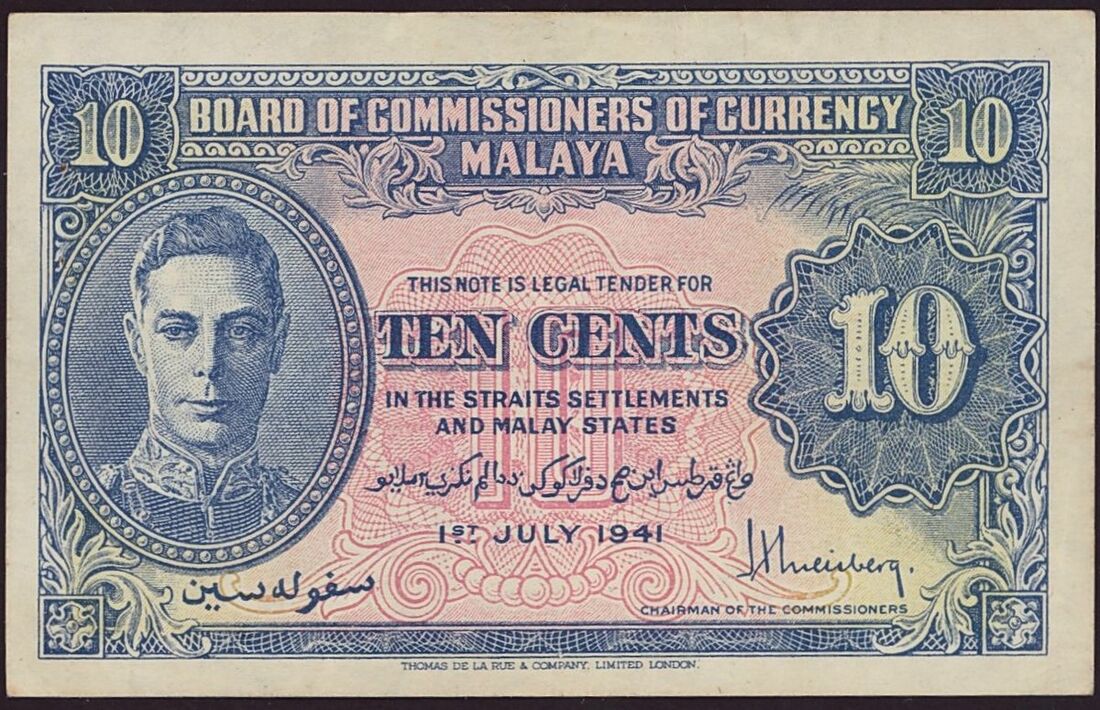 10 BOARD OF COMMISSIONERS OF CURRENCY 10
MALAYA
THIS NOTE IS LEGAL TENDER FOR
TEN CENTS
10
IN THE STRAITS SETTLEMENTS
AND MALAY STATES
1ST JULY 1941
سفوله سين
CHAIRMAN OF THE COMMISSIONERS
THOMAS DE LA RUE & COMPANY, LIMITED LONDON.